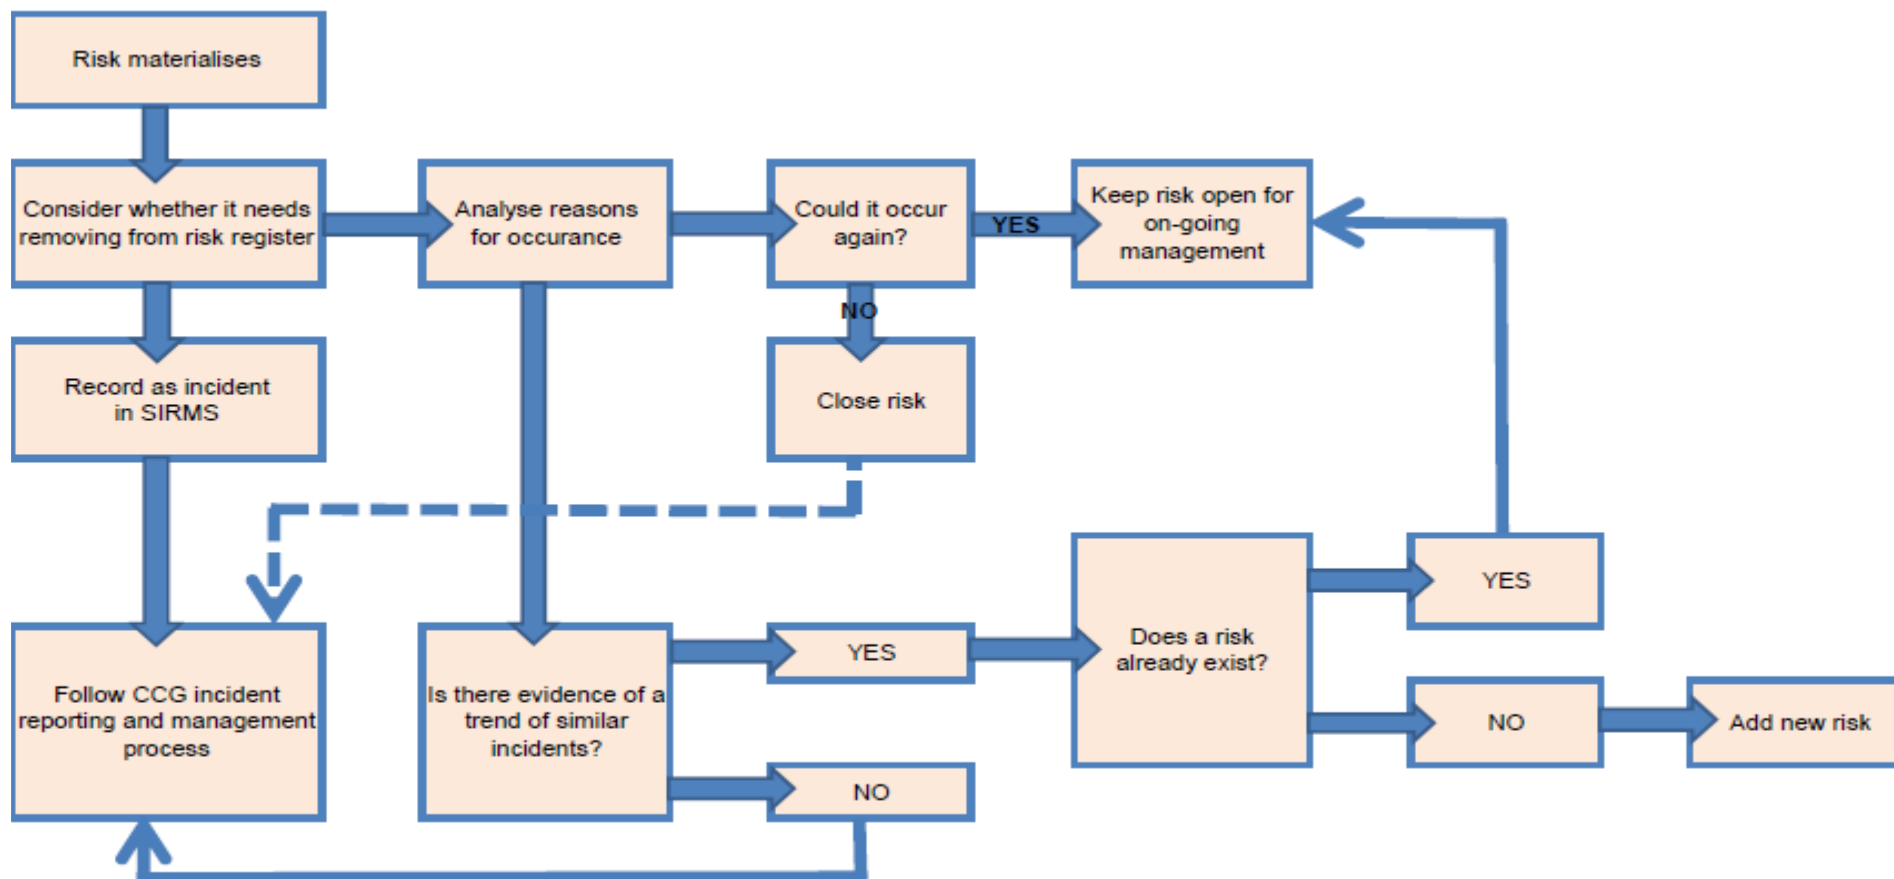 Risk materialises
Consider whether it needs
removing from risk register
Analyse reasons
for occurance
Could it occur
again?
YES
Keep risk open for
on-going
management
NO
Record as incident
in SIRMS
Close risk
Follow CCG incident
reporting and management
process
Is there evidence of a
trend of similar
incidents?
YES
NO
Does a risk
already exist?
YES
NO
Add new risk